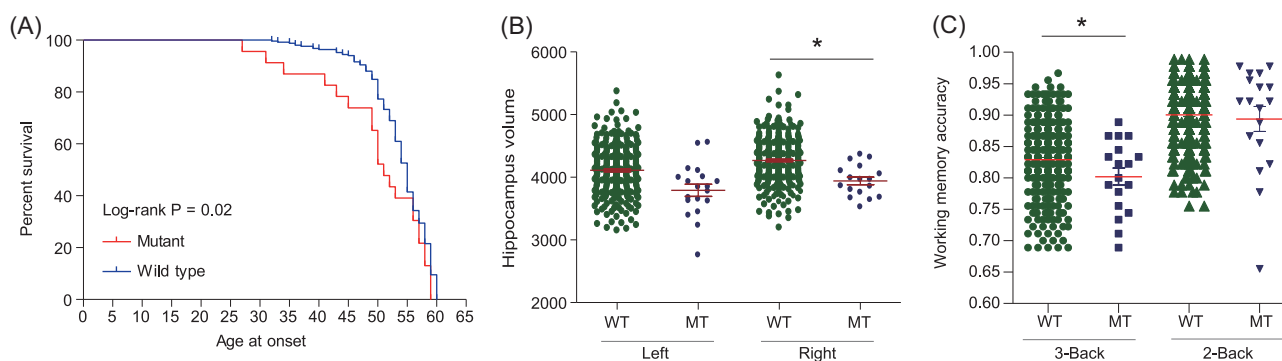 (A)
Percent survival
100
80
60
40
20
0
Log-rank P = 0.02
Mutant
Wild type
0 5 10 15 20 25 30 35 40 45 50 55 60 65
Age at onset
(B)
*
Hippocampus volume
6000
5000
4000
3000
2000
WT MT WT MT
Left Right
(C)
*
Working memory accuracy
1.00
0.95
0.90
0.85
0.80
0.75
0.70
0.65
0.60
WT MT WT MT
3-Back 2-Back